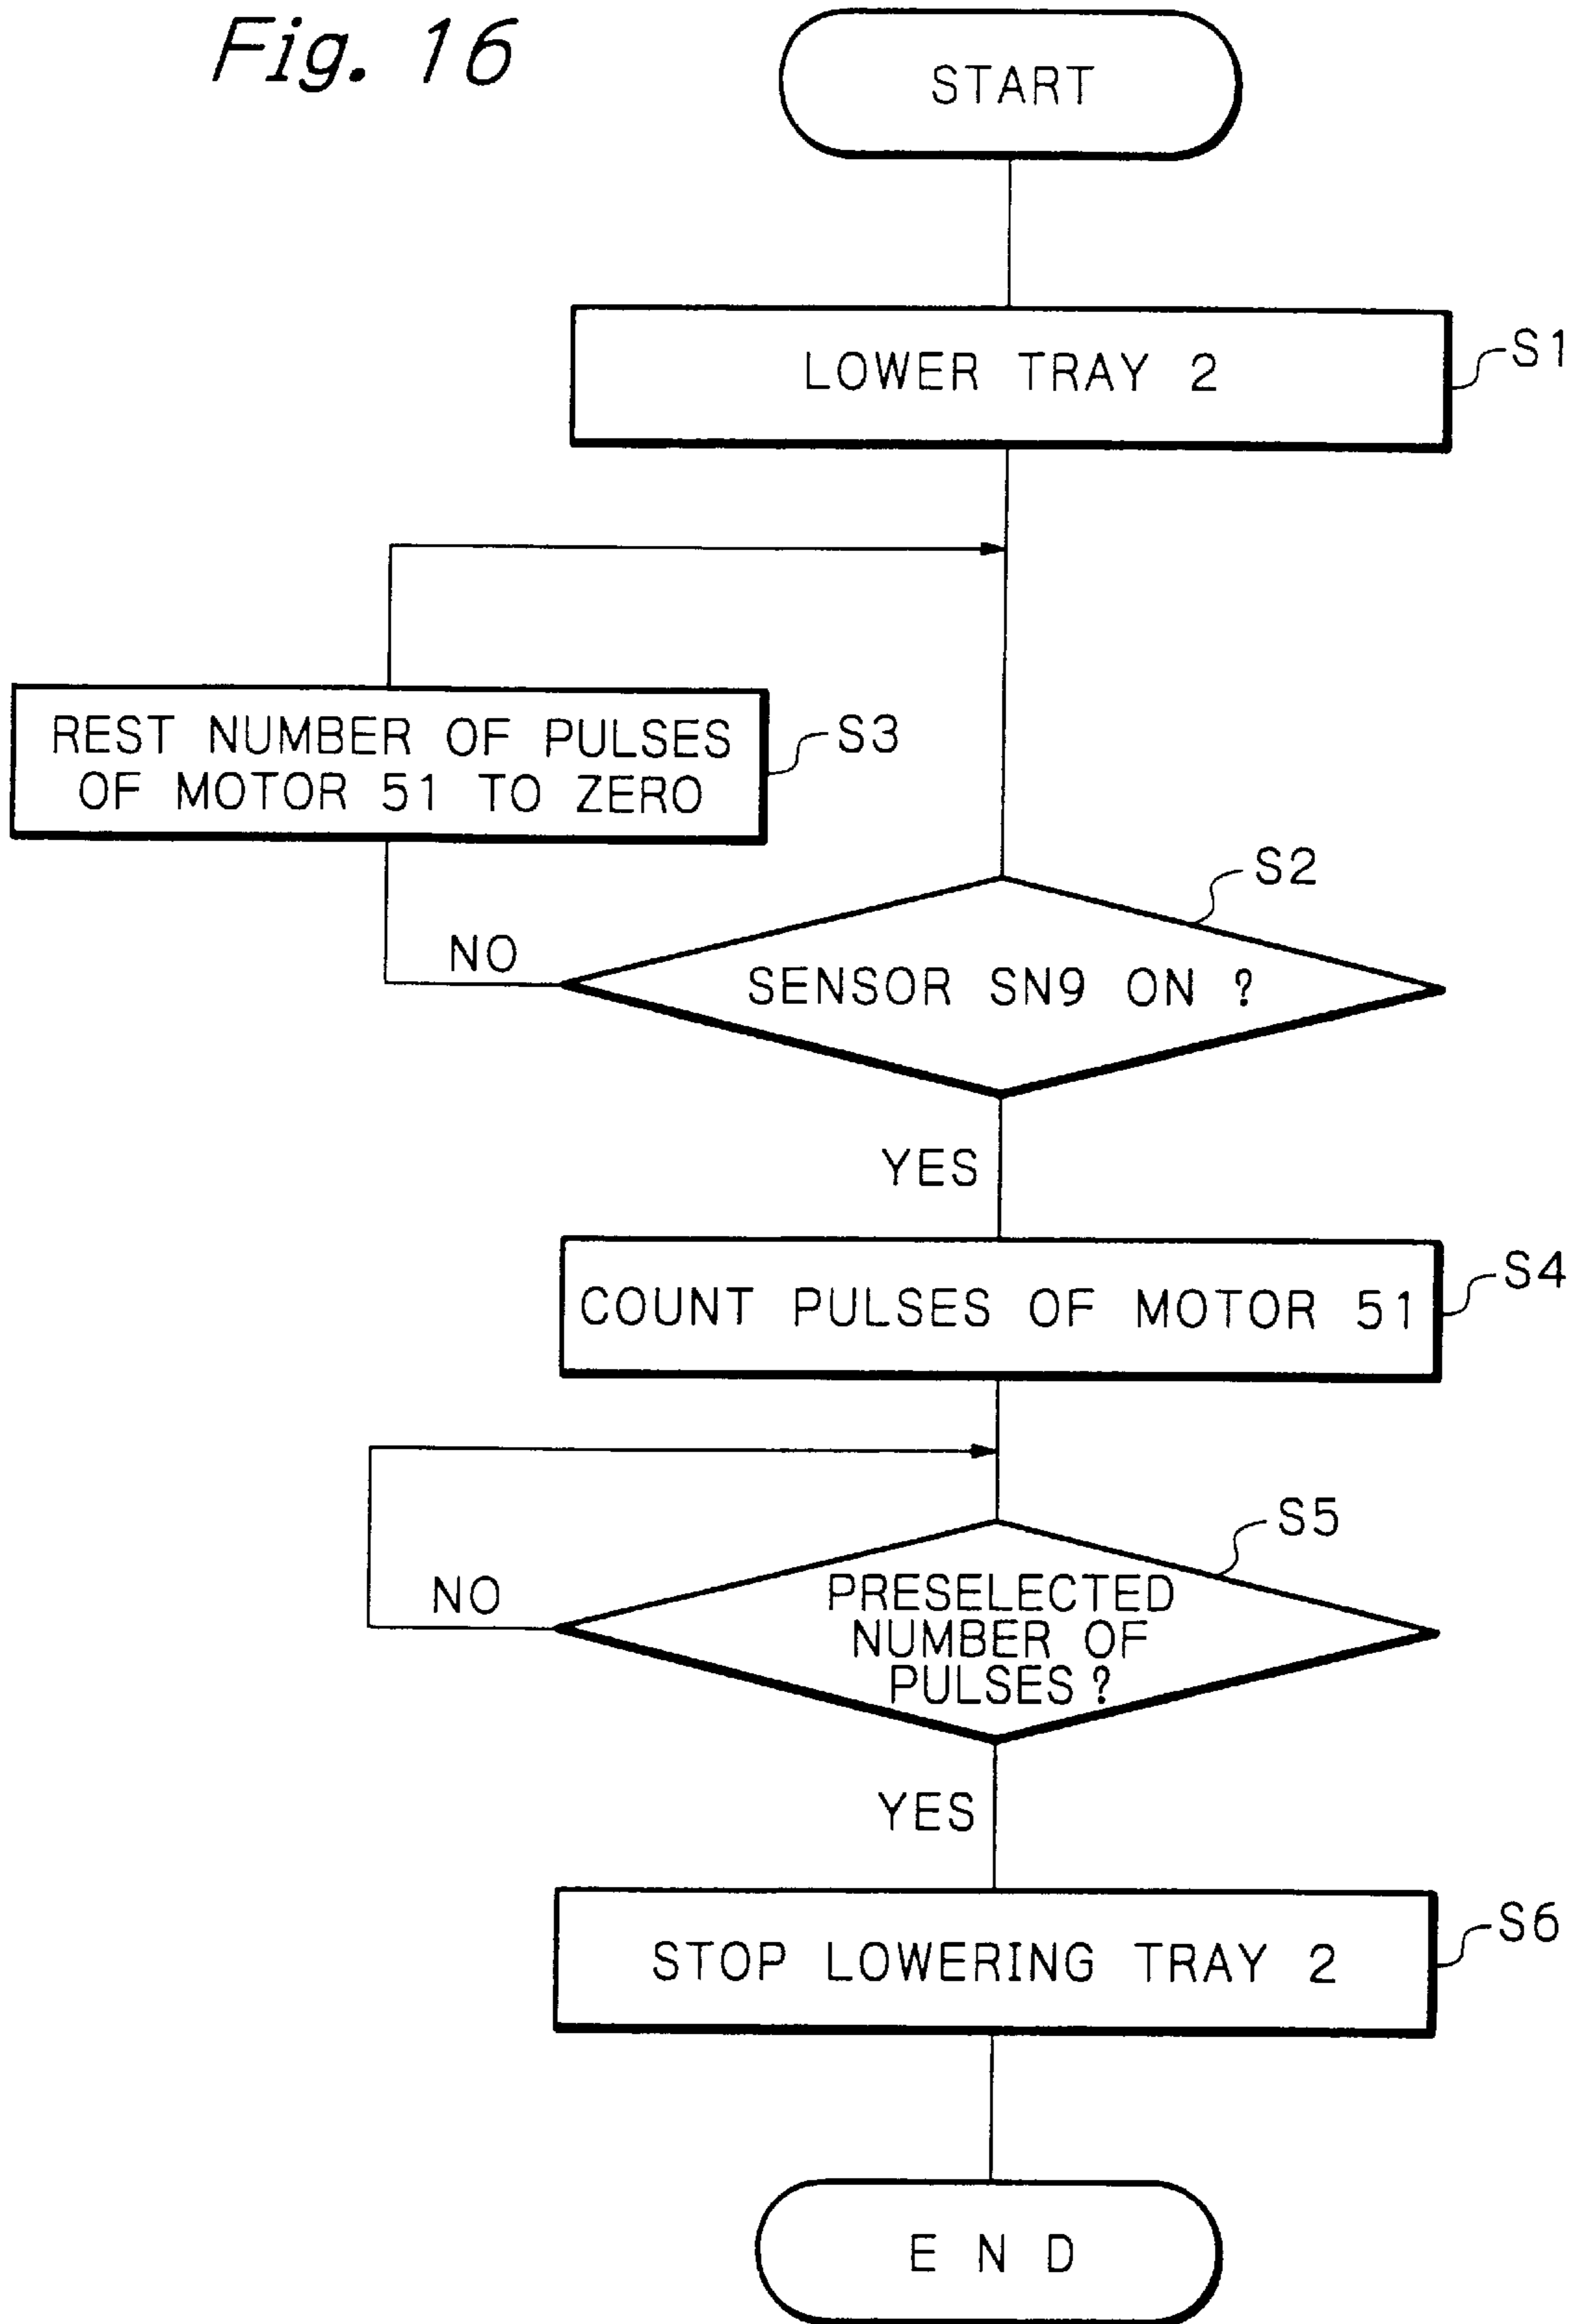 Fig. 16
START
LOWER TRAY 2
S1
REST NUMBER OF PULSES
OF MOTOR 51 TO ZERO
S3
S2
NO
SENSOR SN9 ON ?
YES
COUNT PULSES OF MOTOR 51
S4
S5
NO
PRESELECTED
NUMBER OF
PULSES ?
YES
STOP LOWERING TRAY 2
S6
E N D